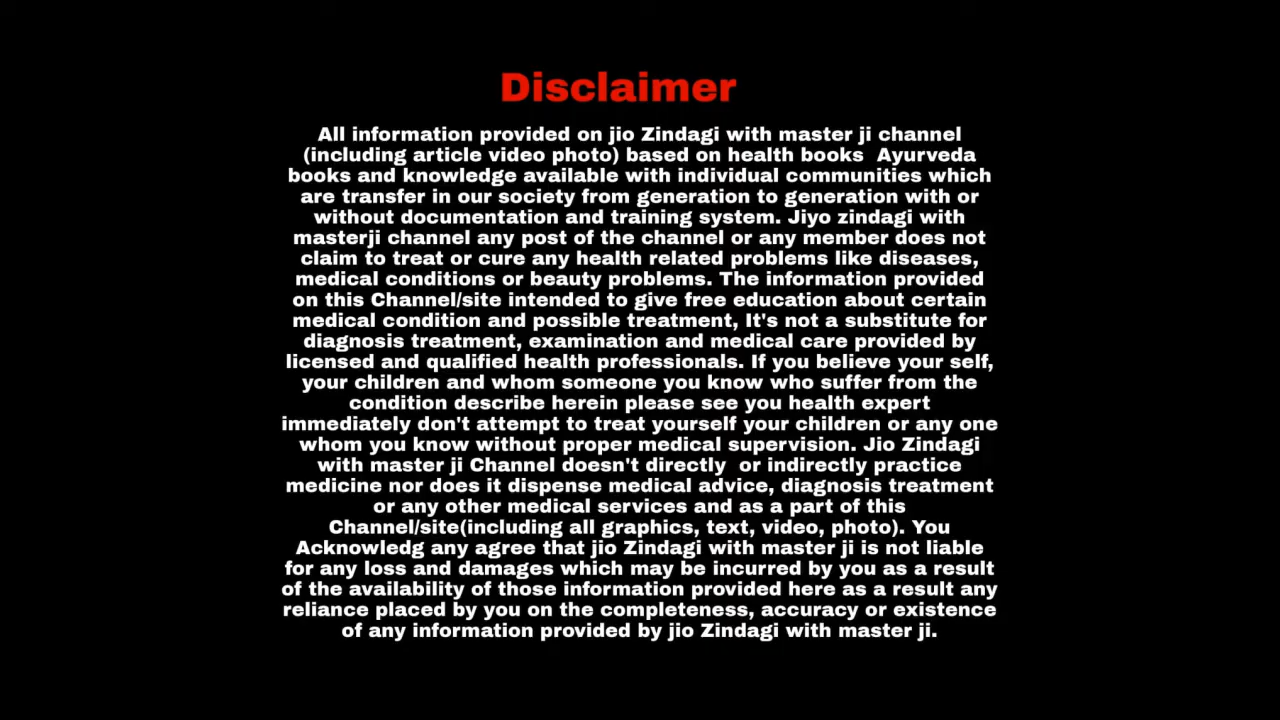 Disclaimer
All information provided on jio Zindagi with master ji channel
(including article video photo) based on health books  Ayurveda
books and knowledge available with individual communities which
are transfer in our society from generation to generation with or
without documentation and training system. Jiyo zindagi with
masterji channel any post of the channel or any member does not
claim to treat or cure any health related problems like diseases,
medical conditions or beauty problems. The information provided
on this Channel/site intended to give free education about certain
medical condition and possible treatment, It's not a substitute for
diagnosis treatment, examination and medical care provided by
licensed and qualified health professionals. If you believe your self,
your children and whom someone you know who suffer from the
condition describe herein please see you health expert
immediately don't attempt to treat yourself your children or any one
whom you know without proper medical supervision. Jio Zindagi
with master ji Channel doesn't directly  or indirectly practice
medicine nor does it dispense medical advice, diagnosis treatment
or any other medical services and as a part of this
Channel/site(including all graphics, text, video, photo). You
Acknowledg any agree that jio Zindagi with master ji is not liable
for any loss and damages which may be incurred by you as a result
of the availability of those information provided here as a result any
reliance placed by you on the completeness, accuracy or existence
of any information provided by jio Zindagi with master ji.